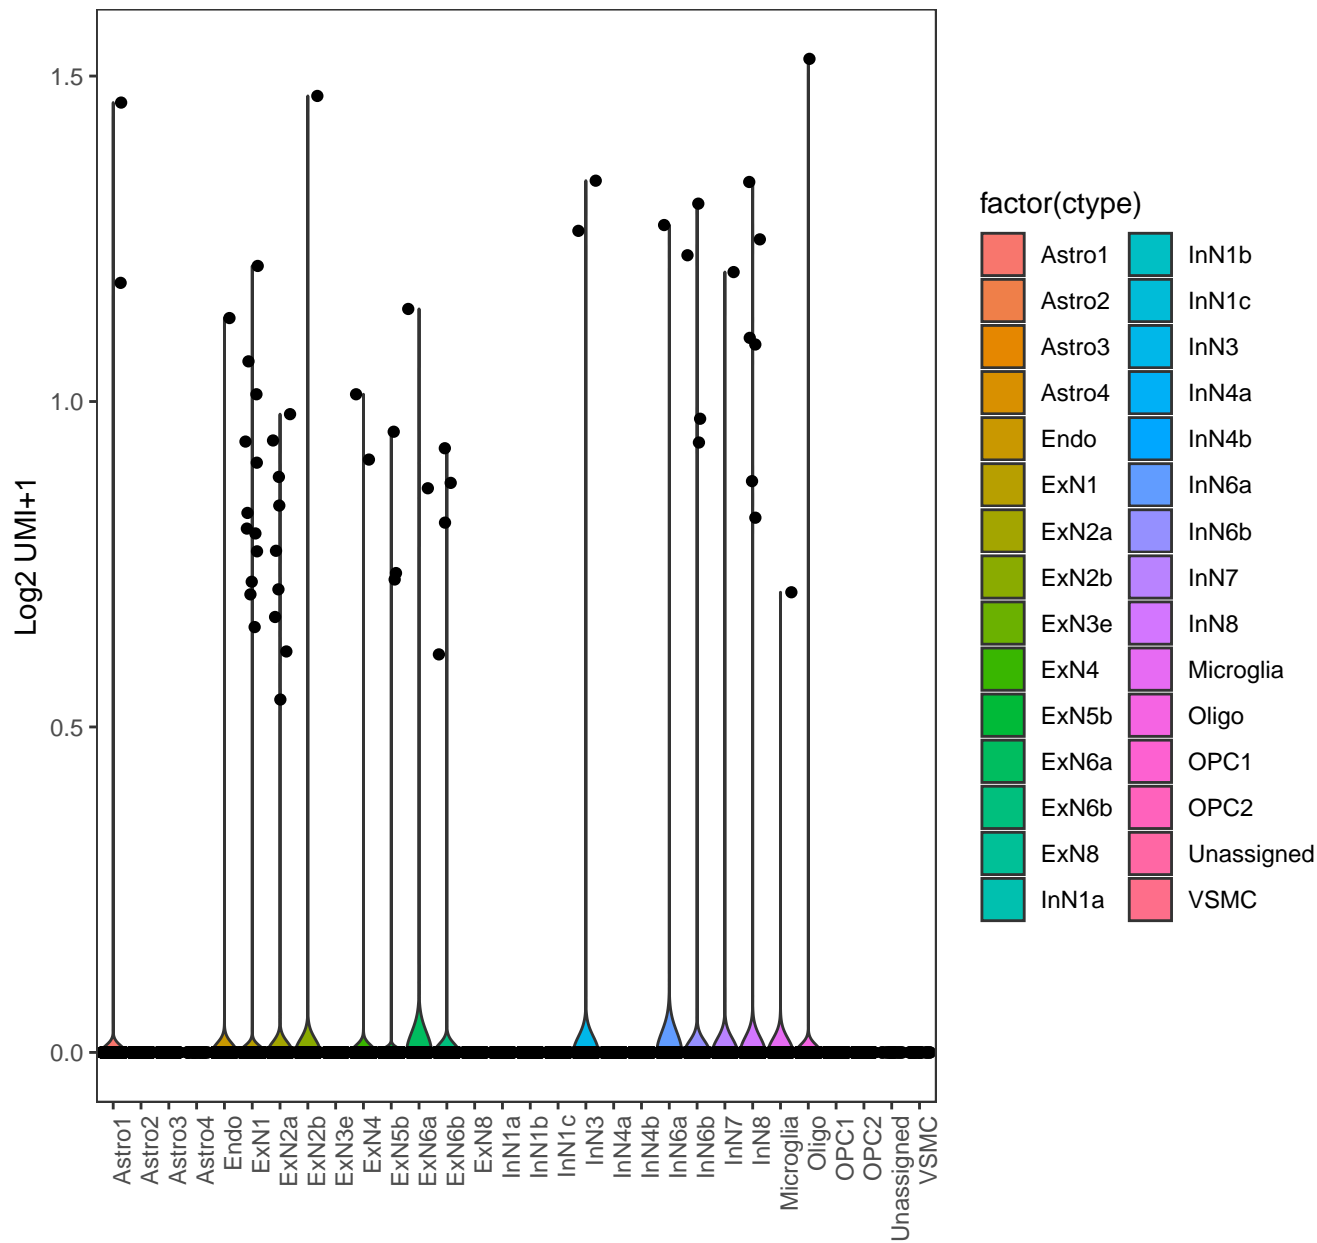 1.5
1.0
0.5
0.0
Log2 UMI+1
Astro1
Astro2
Astro3
Astro4
Endo
ExN1
ExN2a
ExN2b
ExN3e
ExN4
ExN5b
ExN6a
ExN6b
ExN8
InN1a
InN1b
InN1c
InN3
InN4a
InN4b
InN6a
InN6b
InN7
InN8
Microglia
Oligo
OPC1
OPC2
Unassigned
VSMC
factor(ctype)
Astro1
Astro2
Astro3
Astro4
Endo
ExN1
ExN2a
ExN2b
ExN3e
ExN4
ExN5b
ExN6a
ExN6b
ExN8
InN1a
InN1b
InN1c
InN3
InN4a
InN4b
InN6a
InN6b
InN7
InN8
Microglia
Oligo
OPC1
OPC2
Unassigned
VSMC